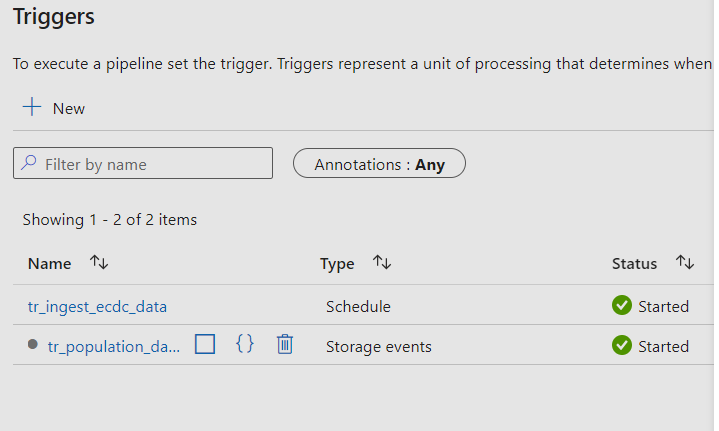 Triggers
To execute a pipeline set the trigger. Triggers represent a unit of processing that determines when
New
Filter by name
Annotations : Any
Showing 1 - 2 of 2 items
Name Type Status
tr_ingest_ecdc_data Schedule Started
tr_population_da... {} Storage events Started